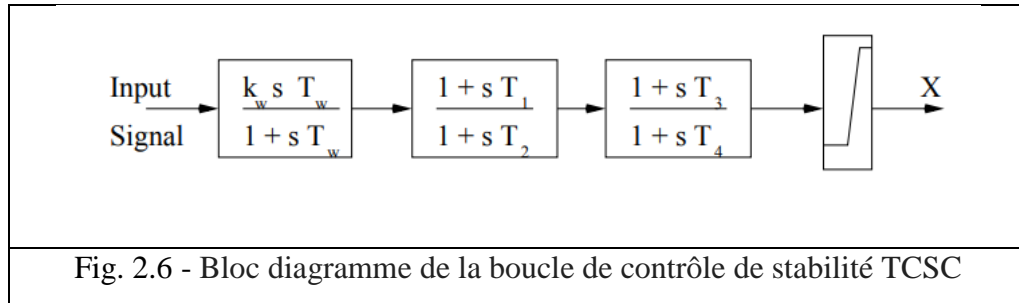 Input
Signal
k_w s T_w
1 + s T_w
1 + s T_1
1 + s T_2
1 + s T_3
1 + s T_4
X
Fig. 2.6 - Bloc diagramme de la boucle de contrôle de stabilité TCSC